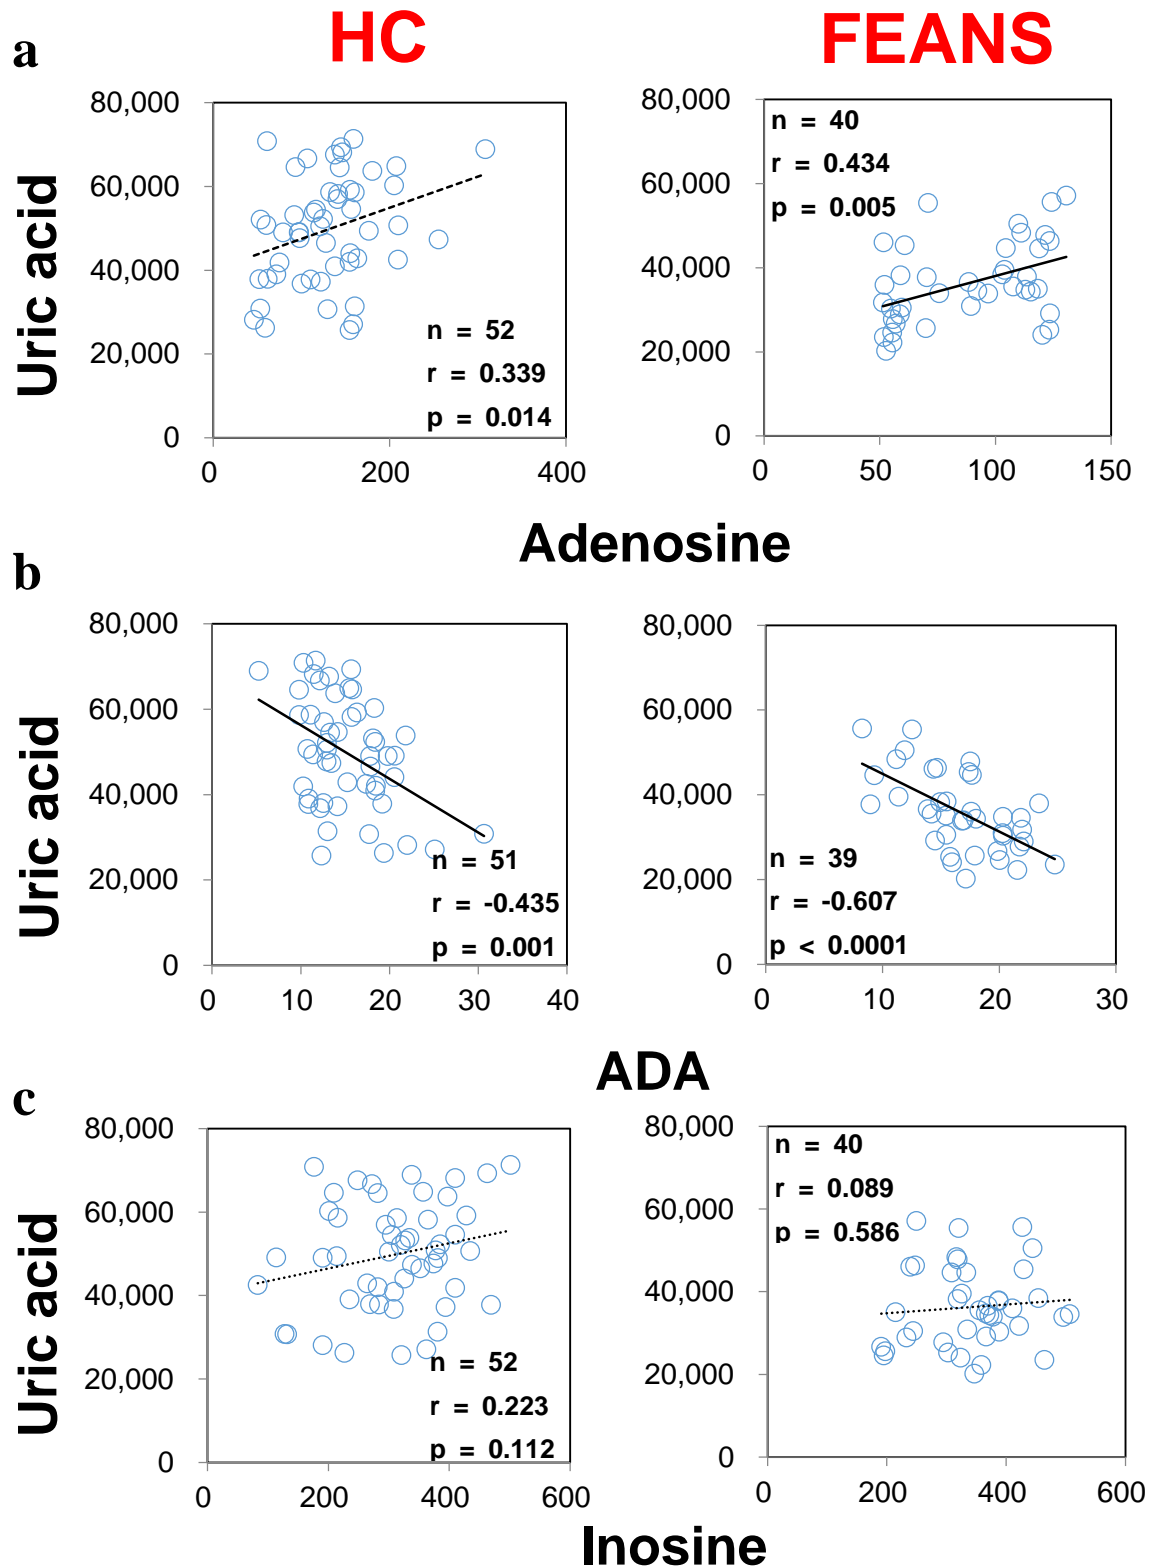 HC
FEANS
a
80,000
60,000
40,000
20,000
0
0
200
400
n = 52
r = 0.339
p = 0.014
Uric acid
80,000
60,000
40,000
20,000
0
0
50
100
150
n = 40
r = 0.434
p = 0.005
Adenosine
b
80,000
60,000
40,000
20,000
0
0
10
20
30
40
n = 51
r = -0.435
p = 0.001
Uric acid
80,000
60,000
40,000
20,000
0
0
10
20
30
n = 39
r = -0.607
p < 0.0001
ADA
c
80,000
60,000
40,000
20,000
0
0
200
400
600
n = 52
r = 0.223
p = 0.112
Uric acid
80,000
60,000
40,000
20,000
0
0
200
400
600
n = 40
r = 0.089
p = 0.586
Inosine